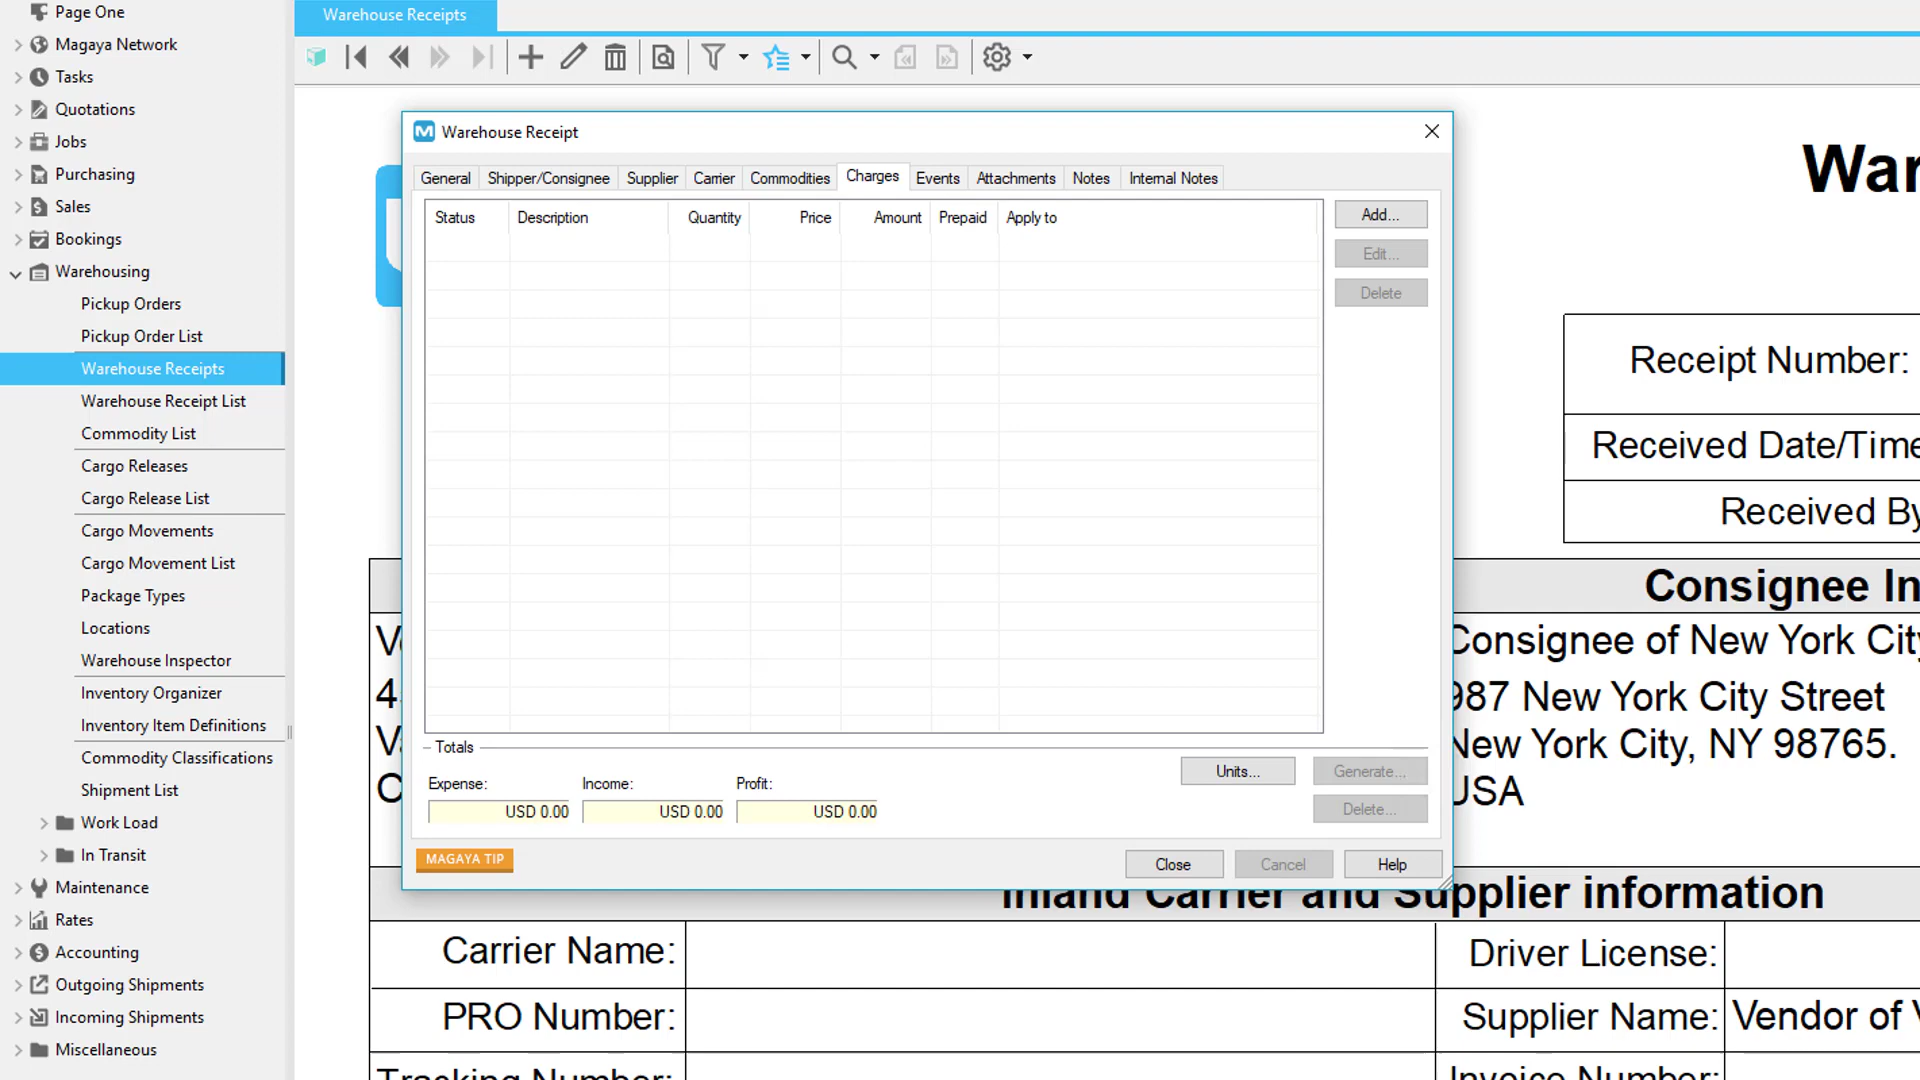 Page One
Magaya Network
Tasks
Quotations
Jobs
Purchasing
Sales
Bookings
Warehousing
Pickup Orders
Pickup Order List
Warehouse Receipts
Warehouse Receipt List
Commodity List
Cargo Releases
Cargo Release List
Cargo Movements
Cargo Movement List
Package Types
Locations
Warehouse Inspector
Inventory Organizer
Inventory Item Definitions
Commodity Classifications
Shipment List
Work Load
In Transit
Maintenance
Rates
Accounting
Outgoing Shipments
Incoming Shipments
Miscellaneous
Warehouse Receipts
Warehouse Receipt
General Shipper/Consignee Supplier Carrier Commodities Charges Events Attachments Notes Internal Notes
Status Description Quantity Price Amount Prepaid Apply to
Add...
Edit...
Delete
Totals
Expense: Income: Profit:
USD 0.00 USD 0.00 USD 0.00
Units... Generate...
Delete...
MAGAYA TIP
Close Cancel Help
War
Receipt Number:
Received Date/Time
Received By
Consignee In
Consignee of New York City
987 New York City Street
New York City, NY 98765.
USA
Inland Carrier and Supplier information
Carrier Name: Driver License:
PRO Number: Supplier Name: Vendor of V
Tracking Number: Invoice Number: